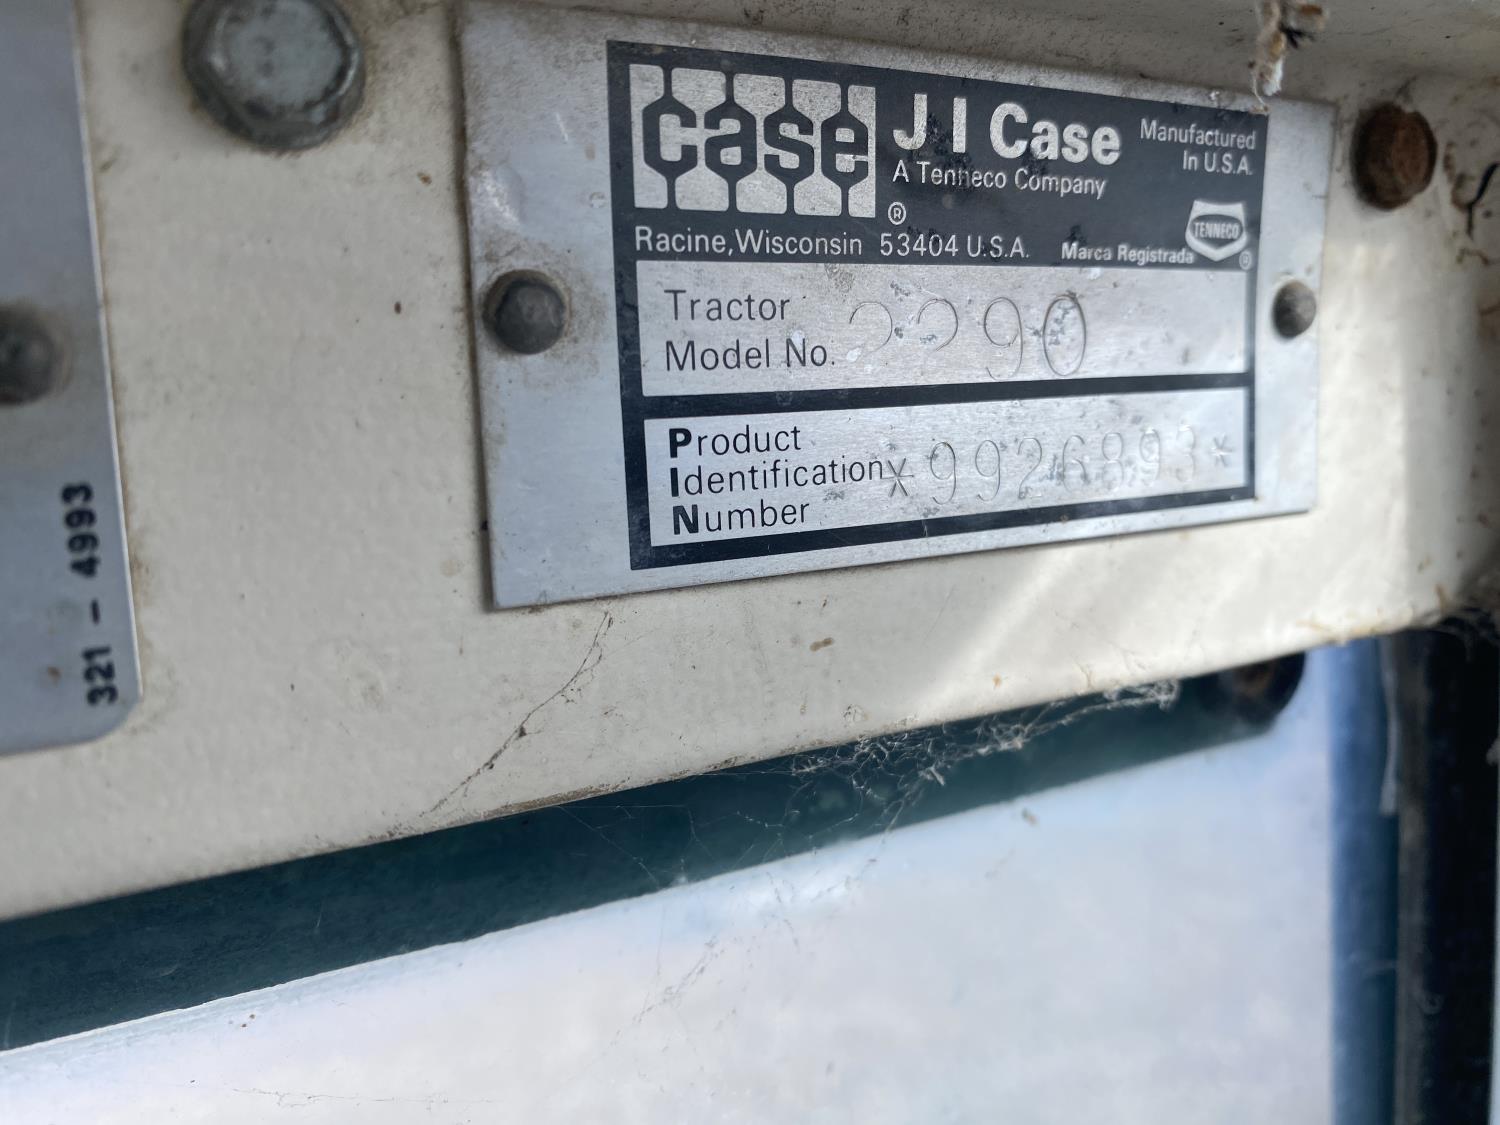 case
J I Case
A Tenneco Company
Manufactured
In U.S.A.
®
TENNECO
®
Racine, Wisconsin 53404 U.S.A.
Marca Registrada
Tractor
Model No. 2290
Product
Identification *9926893*
Number
321 - 4993